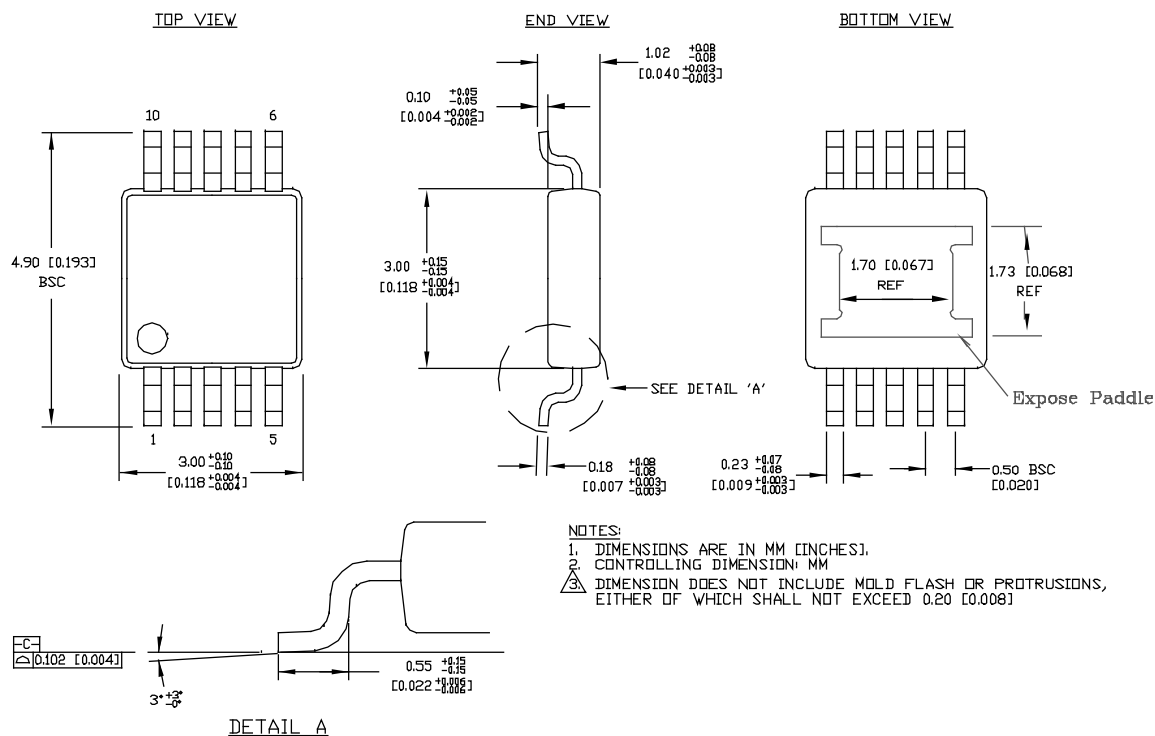 TOP VIEW
END VIEW
BOTTOM VIEW
10
6
4.90 [0.193]
BSC
1
5
3.00 +0.10 -0.10
[0.118 +0.004 -0.004]
1.02 +0.08 -0.08
[0.040 +0.003 -0.003]
0.10 +0.05 -0.05
[0.004 +0.002 -0.002]
3.00 +0.15 -0.15
[0.118 +0.004 -0.004]
SEE DETAIL 'A'
0.18 +0.08 -0.08
[0.007 +0.003 -0.003]
1.70 [0.067]
REF
1.73 [0.068]
REF
Expose Paddle
0.23 +0.07 -0.08
[0.009 +0.003 -0.003]
0.50 BSC
[0.020]
NOTES:
1. DIMENSIONS ARE IN MM [INCHES].
2. CONTROLLING DIMENSION: MM
3. DIMENSION DOES NOT INCLUDE MOLD FLASH OR PROTRUSIONS,
EITHER OF WHICH SHALL NOT EXCEED 0.20 [0.008]
-C-
0.102 [0.004]
3° +3° -0°
0.55 +0.15 -0.15
[0.022 +0.006 -0.006]
DETAIL A